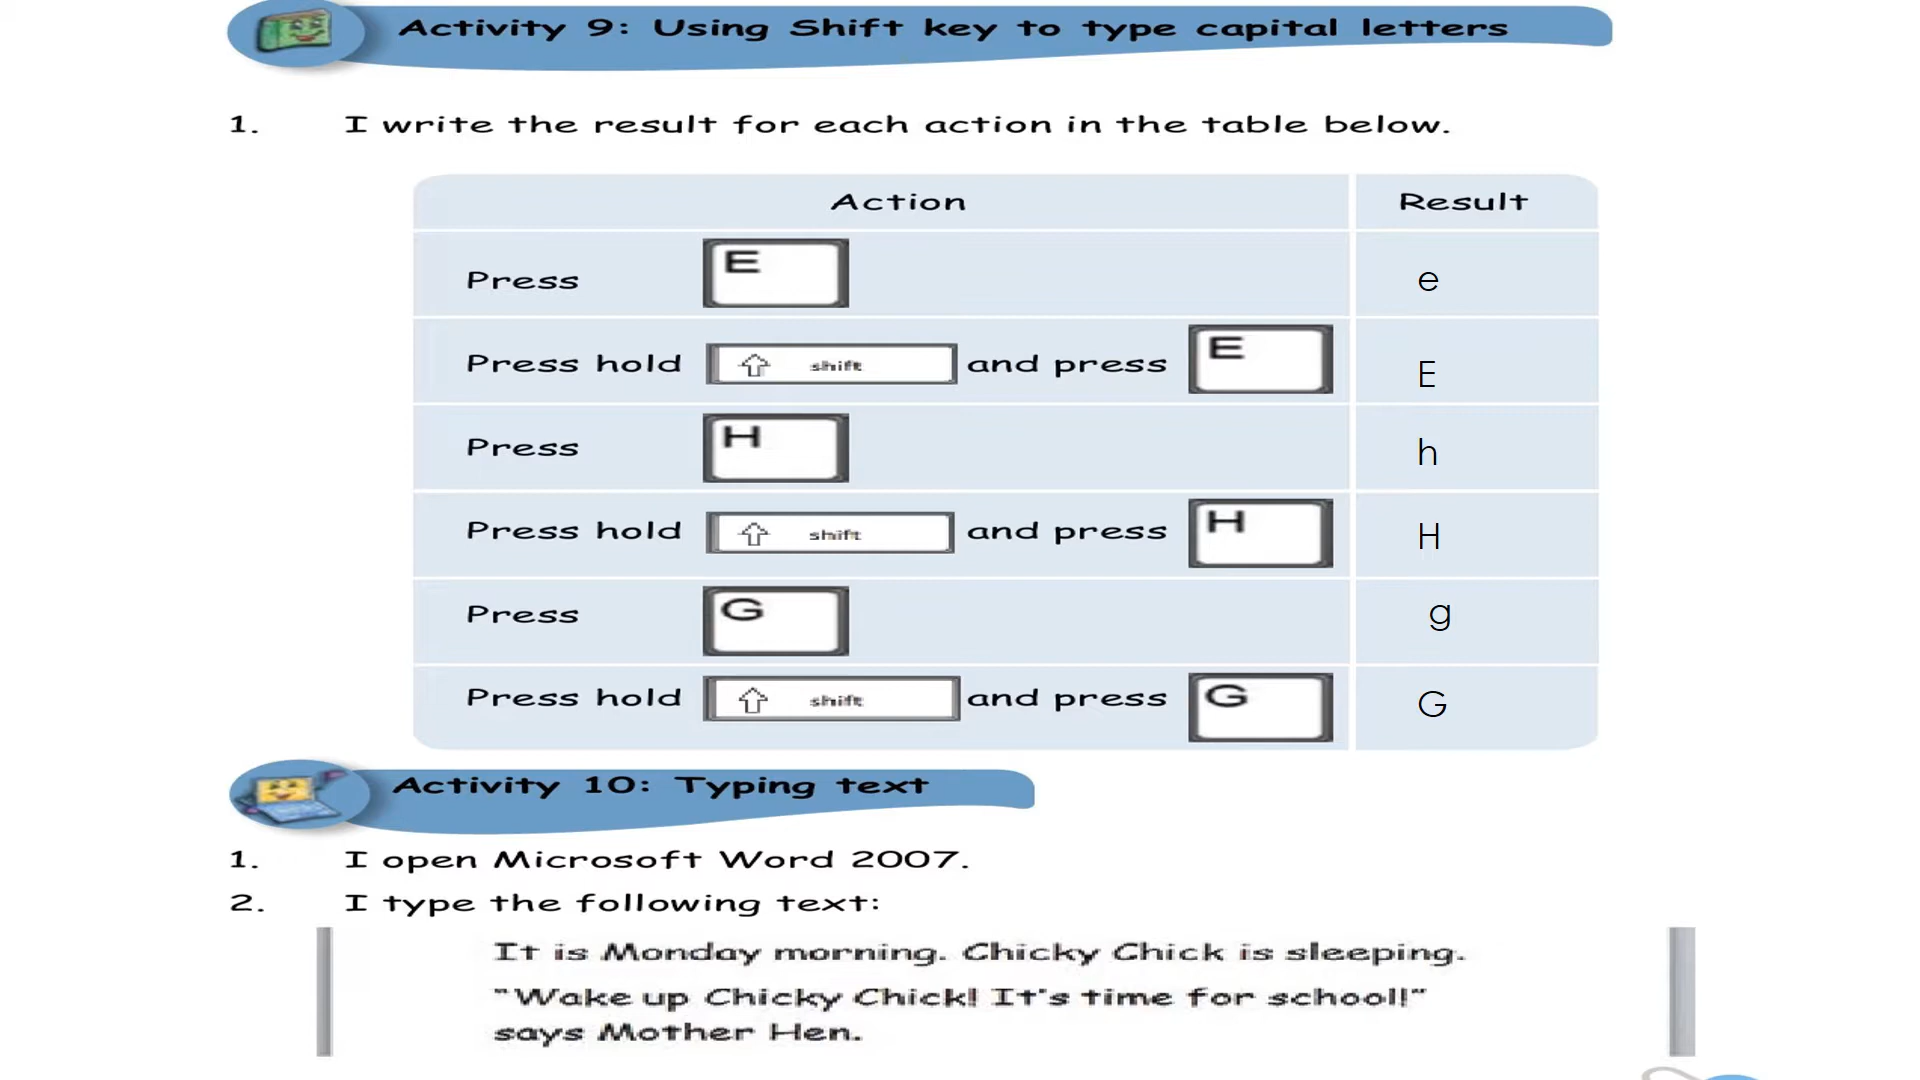 Activity 9: Using Shift key to type capital letters
1. I write the result for each action in the table below.
Action Result
Press E e
Press hold shift and press E E
Press H h
Press hold shift and press H H
Press G g
Press hold shift and press G G
Activity 10: Typing text
1. I open Microsoft Word 2007.
2. I type the following text:
It is Monday morning. Chicky Chick is sleeping.
“Wake up Chicky Chick! It's time for school!”
says Mother Hen.